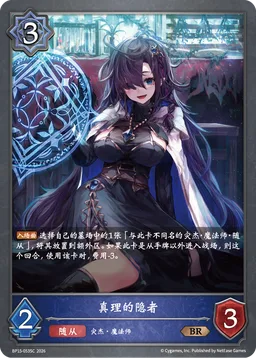 3
入场曲 选择自己的墓场中的1张「与此卡不同名的灾杰·魔法师·随
从」，将其放置到额外区。如果此卡是从手牌以外进入战场，则这
个回合，使用该卡时，费用-3。
真理的隐者
2
随从 灾杰·魔法师
BR
3
BP15-053SC 2026
© Cygames, Inc. Published by NetEase Games